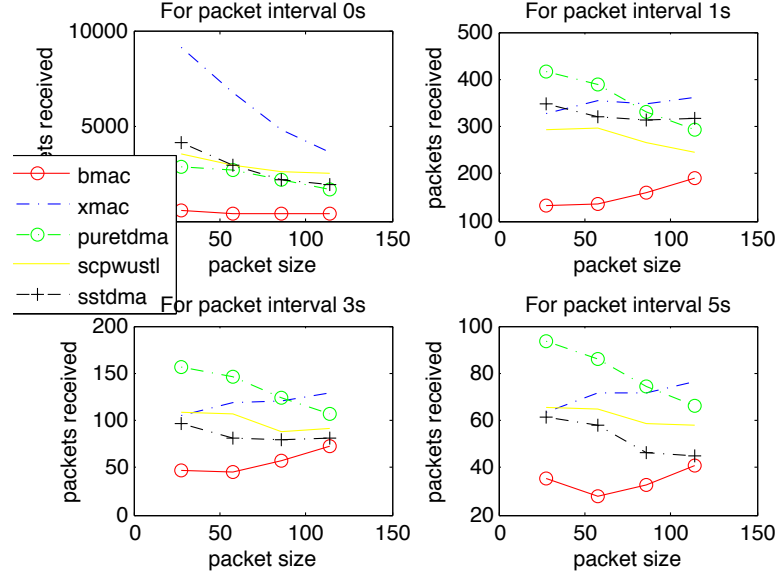 For packet interval 0s
10000
5000
0 50 100 150
packet size
For packet interval 1s
500
400
300
200
100
0 50 100 150
packet size
packets received
bmac
xmac
puretdma
scpwustl
sstdma
For packet interval 3s
200
150
100
50
0
0 50 100 150
packet size
packets received
For packet interval 5s
100
80
60
40
20
0 50 100 150
packet size
packets received